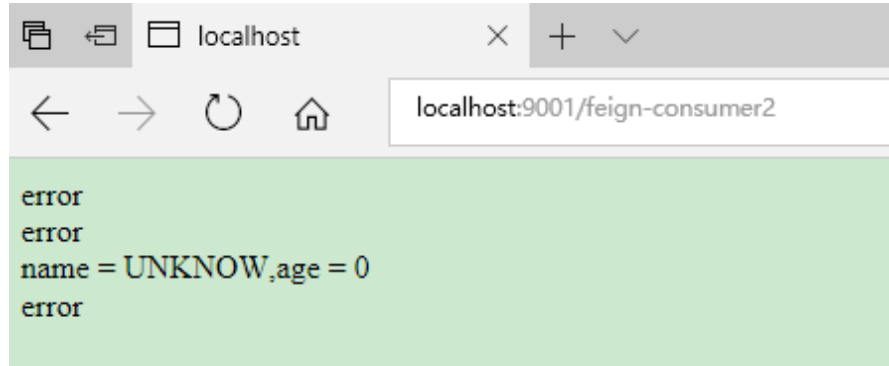 localhost
localhost:9001/feign-consumer2
error
error
name = UNKNOW,age = 0
error